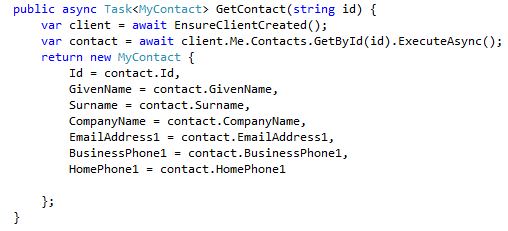 public async Task<MyContact> GetContact(string id) {
    var client = await EnsureClientCreated();
    var contact = await client.Me.Contacts.GetById(id).ExecuteAsync();
    return new MyContact {
        Id = contact.Id,
        GivenName = contact.GivenName,
        Surname = contact.Surname,
        CompanyName = contact.CompanyName,
        EmailAddress1 = contact.EmailAddress1,
        BusinessPhone1 = contact.BusinessPhone1,
        HomePhone1 = contact.HomePhone1

    };
}